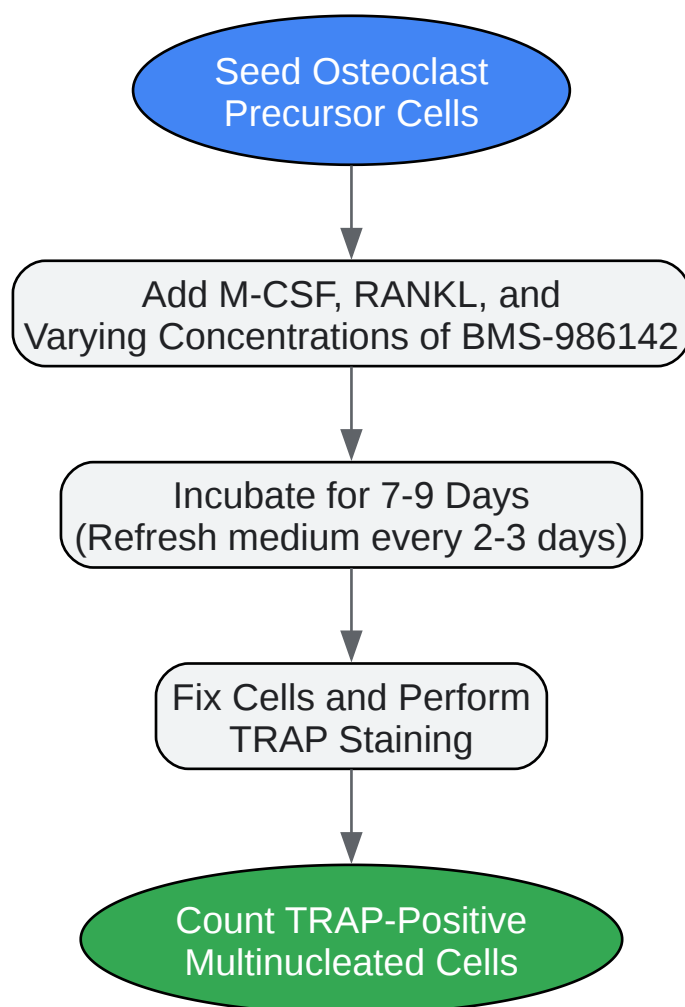 Seed Osteoclast
Precursor Cells
Add M-CSF, RANKL, and
Varying Concentrations of BMS-986142
Incubate for 7-9 Days
(Refresh medium every 2-3 days)
Fix Cells and Perform
TRAP Staining
Count TRAP-Positive
Multinucleated Cells